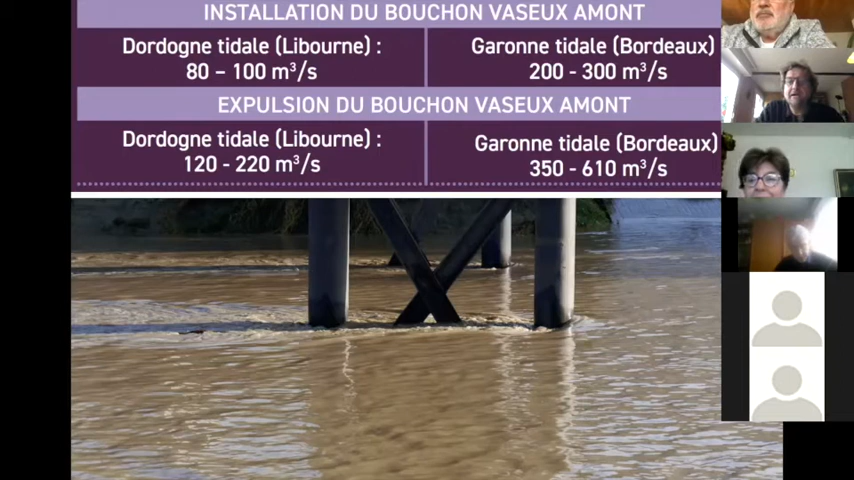 INSTALLATION DU BOUCHON VASEUX AMONT
Dordogne tidale (Libourne) :
80 – 100 m³/s
Garonne tidale (Bordeaux)
200 - 300 m³/s
EXPULSION DU BOUCHON VASEUX AMONT
Dordogne tidale (Libourne) :
120 - 220 m³/s
Garonne tidale (Bordeaux)
350 - 610 m³/s